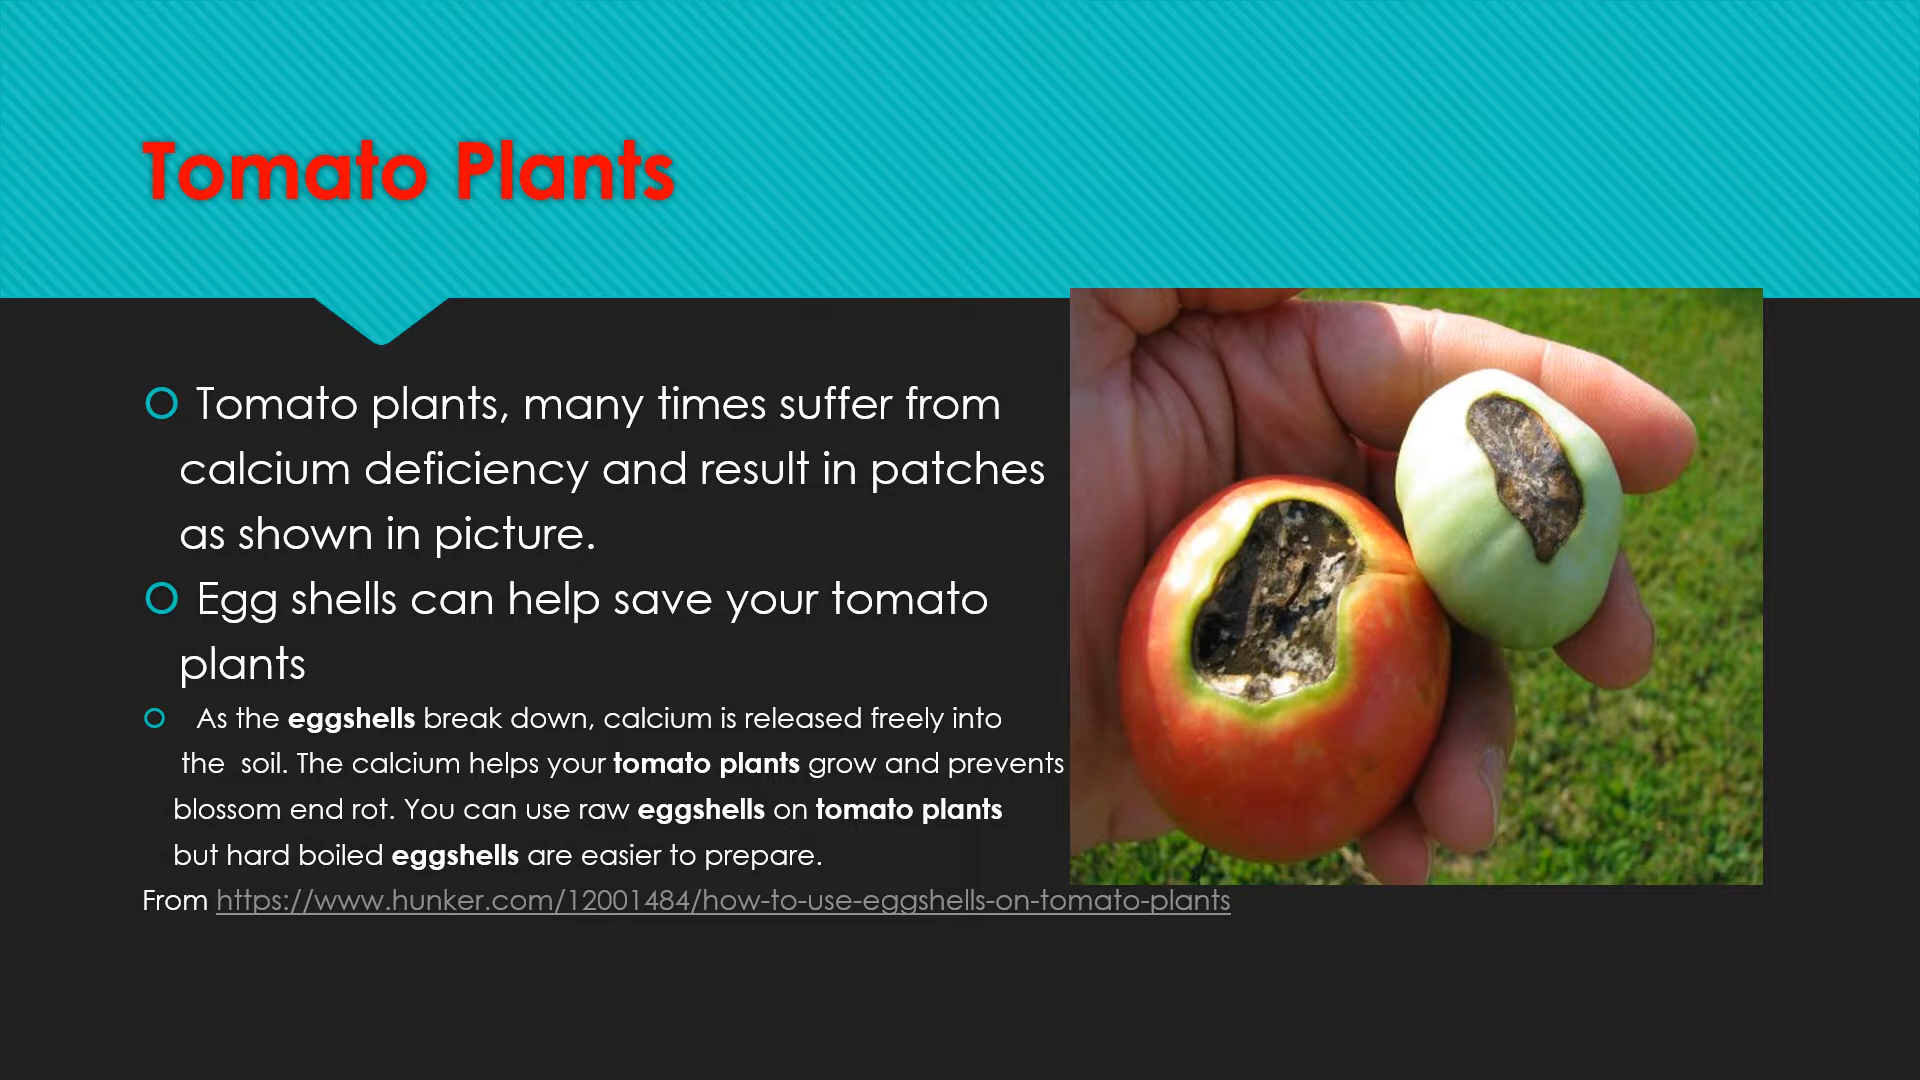 Tomato Plants
Tomato plants, many times suffer from
calcium deficiency and result in patches
as shown in picture.
Egg shells can help save your tomato
plants
As the eggshells break down, calcium is released freely into
the soil. The calcium helps your tomato plants grow and prevents
blossom end rot. You can use raw eggshells on tomato plants
but hard boiled eggshells are easier to prepare.
From https://www.hunker.com/12001484/how-to-use-eggshells-on-tomato-plants